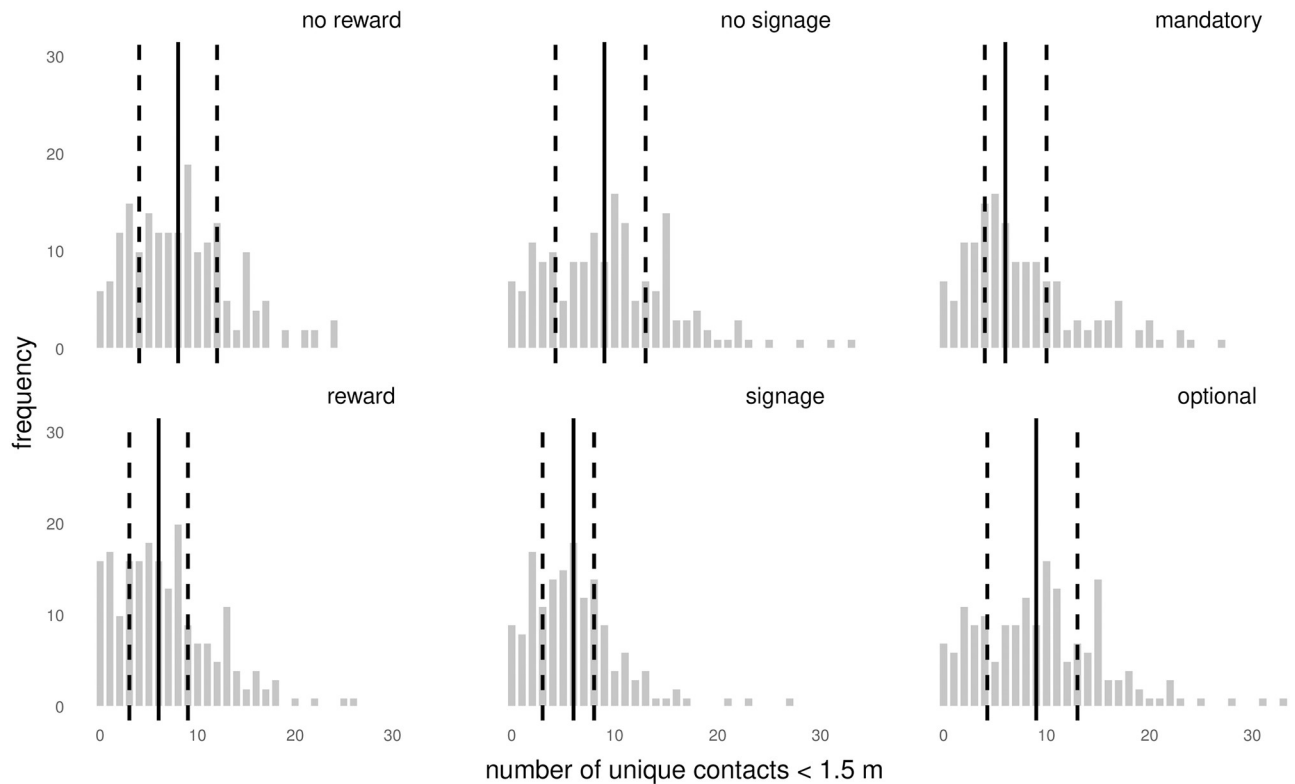 no reward
no signage
mandatory
30
20
10
0
reward
signage
optional
30
20
10
0
frequency
0 10 20 30
0 10 20 30
0 10 20 30
number of unique contacts < 1.5 m